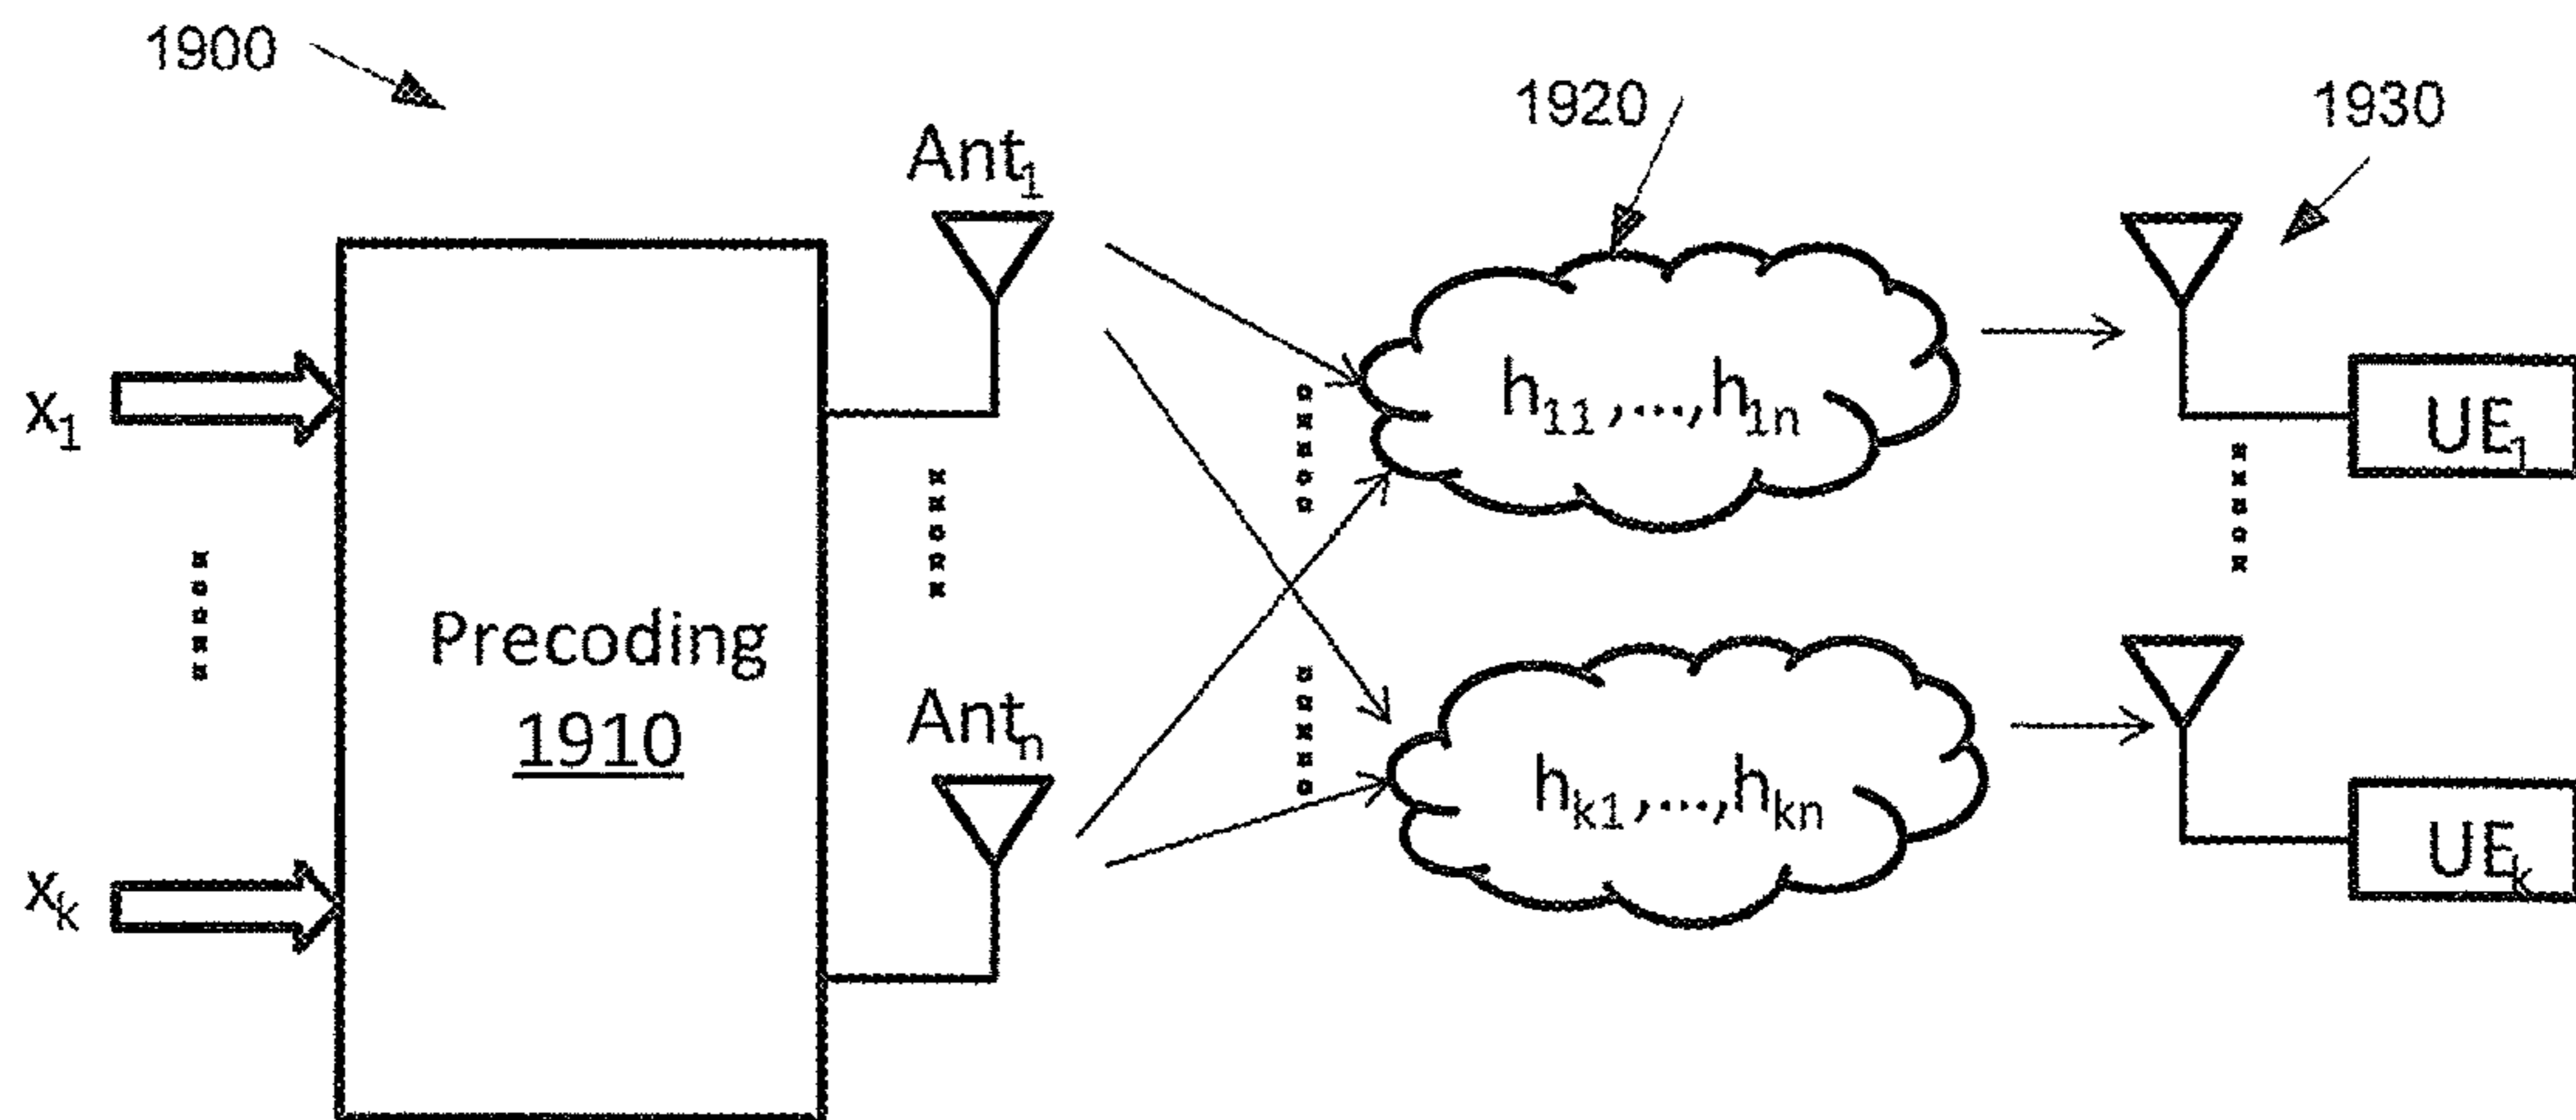 1900
1920
1930
Ant₁
x₁
h₁₁,...,h₁ₙ
UE₁
Precoding
1910
Antₙ
hₖ₁,...,hₖₙ
xₖ
UEₖ